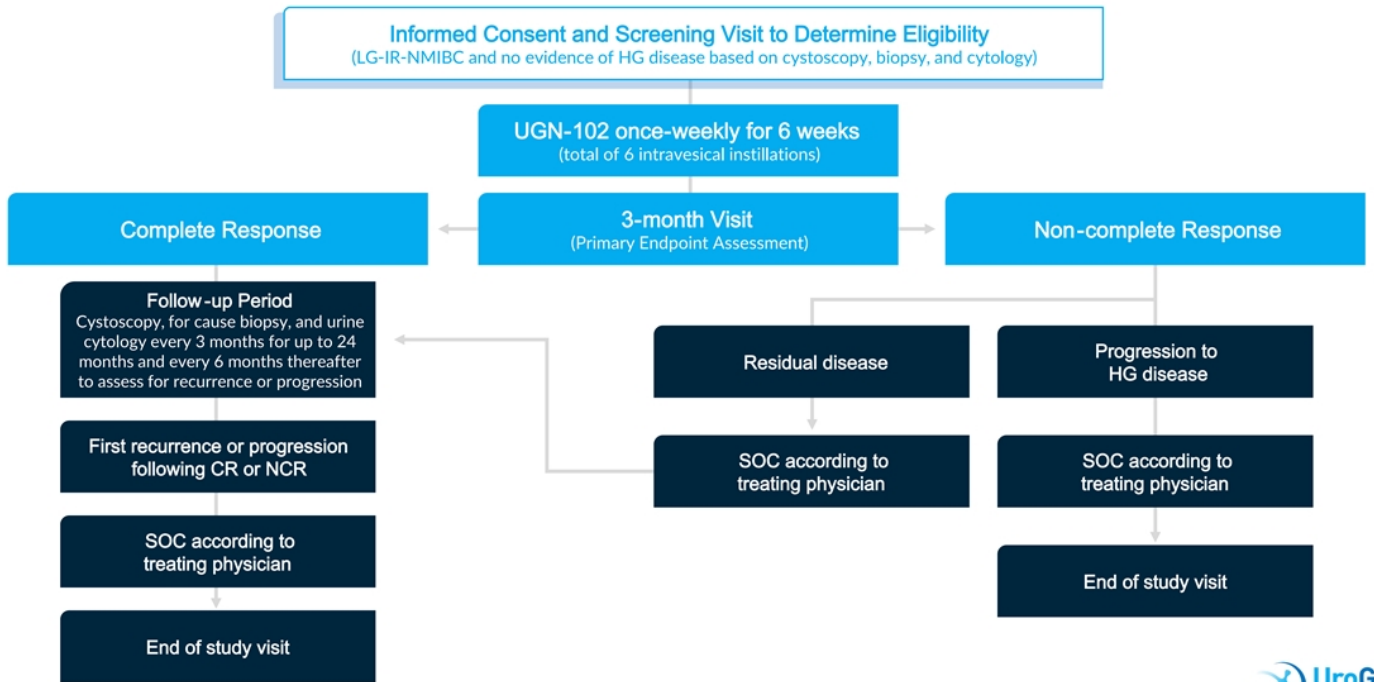 Informed Consent and Screening Visit to Determine Eligibility
(LG-IR-NMIBC and no evidence of HG disease based on cystoscopy, biopsy, and cytology)
UGN-102 once-weekly for 6 weeks
(total of 6 intravesical instillations)
Complete Response
3-month Visit
(Primary Endpoint Assessment)
Non-complete Response
Follow-up Period
Cystoscopy, for cause biopsy, and urine
cytology every 3 months for up to 24
months and every 6 months thereafter
to assess for recurrence or progression
First recurrence or progression
following CR or NCR
SOC according to
treating physician
End of study visit
Residual disease
SOC according to
treating physician
Progression to
HG disease
SOC according to
treating physician
End of study visit
UroG